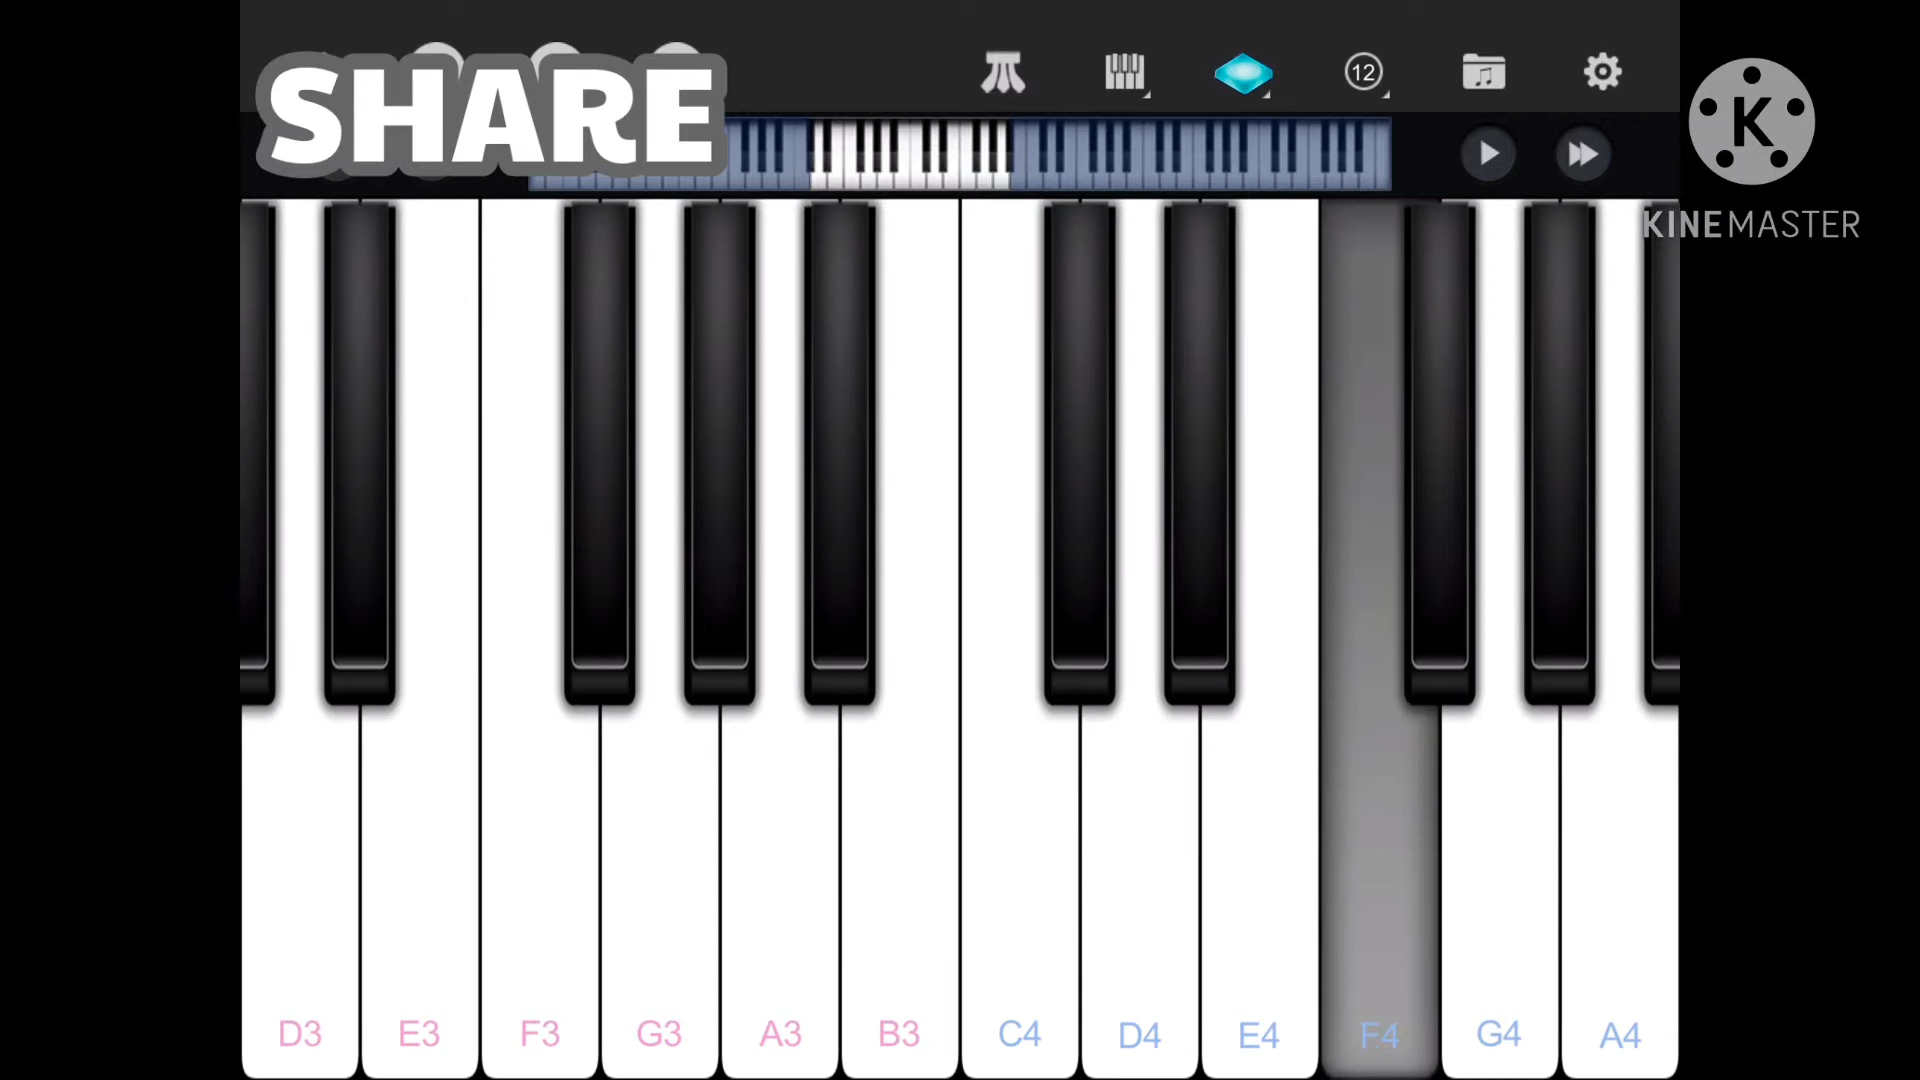 SHARE
12
K
KINEMASTER
D3 E3 F3 G3 A3 B3 C4 D4 E4 F4 G4 A4